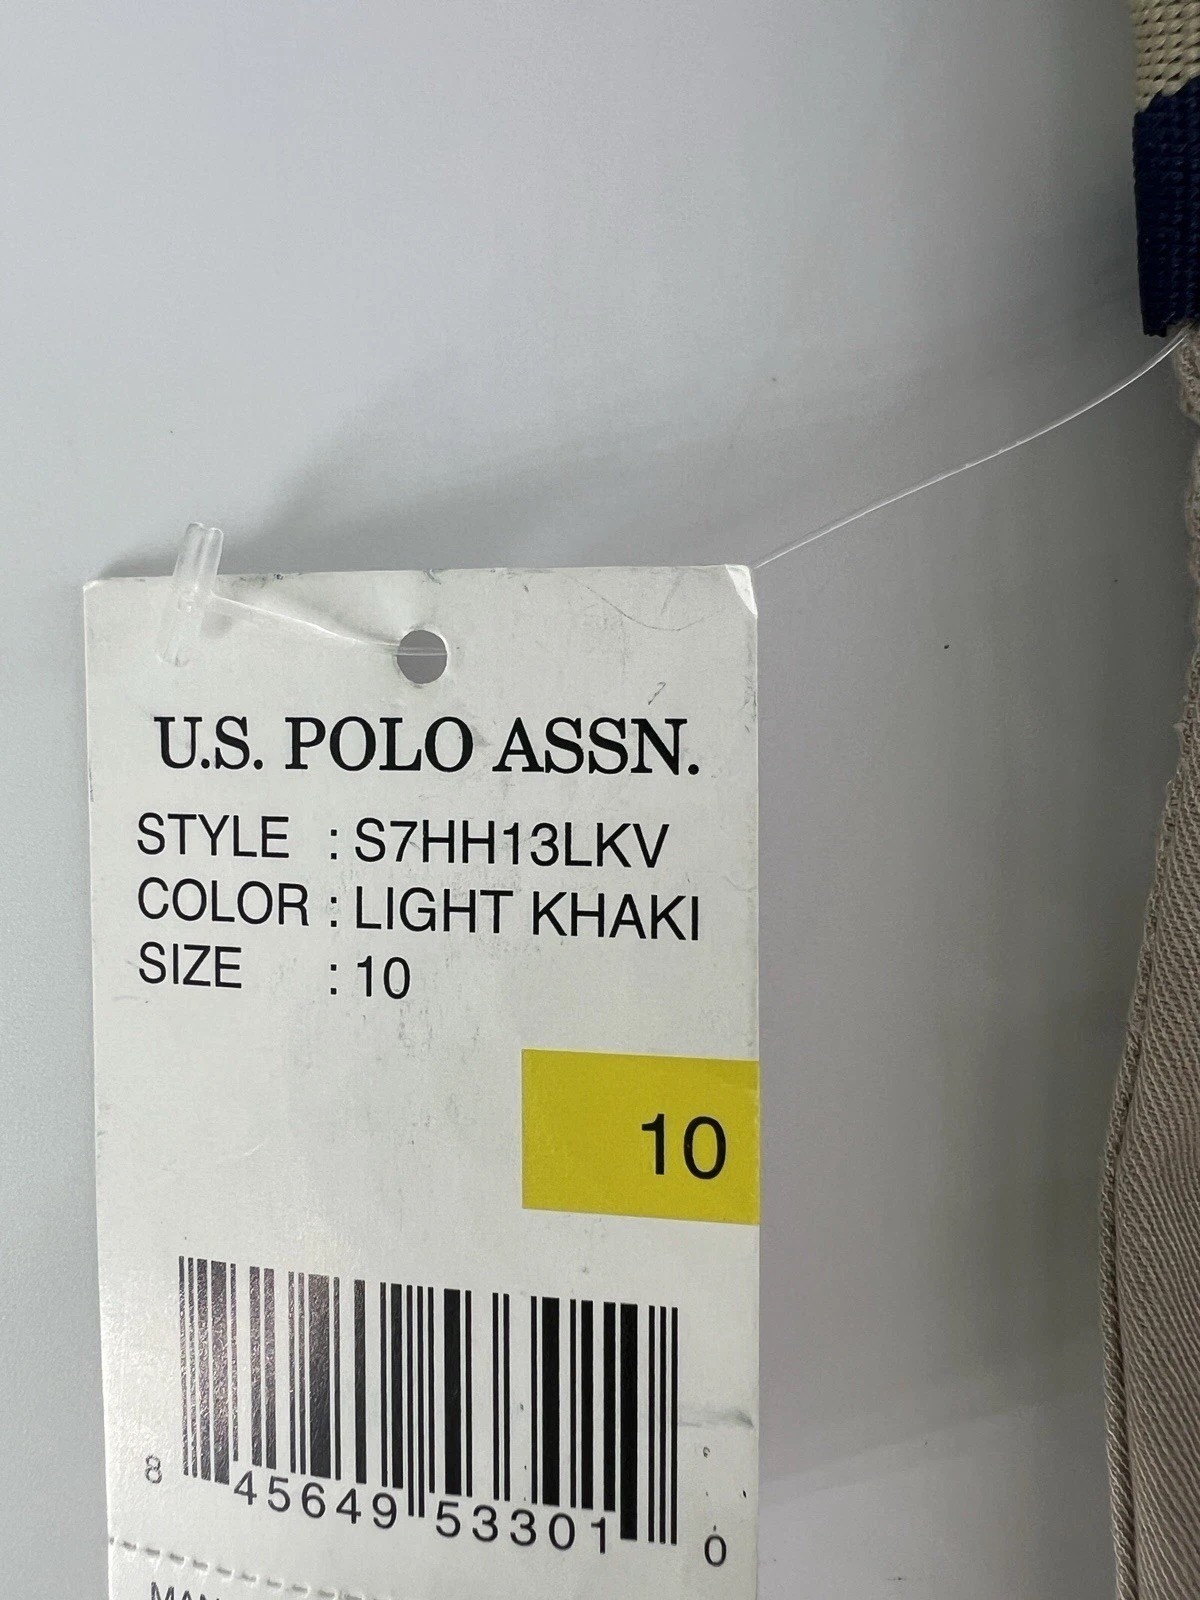 U.S. POLO ASSN.
STYLE : S7HH13LKV
COLOR : LIGHT KHAKI
SIZE : 10
10
8 45649 53301 0